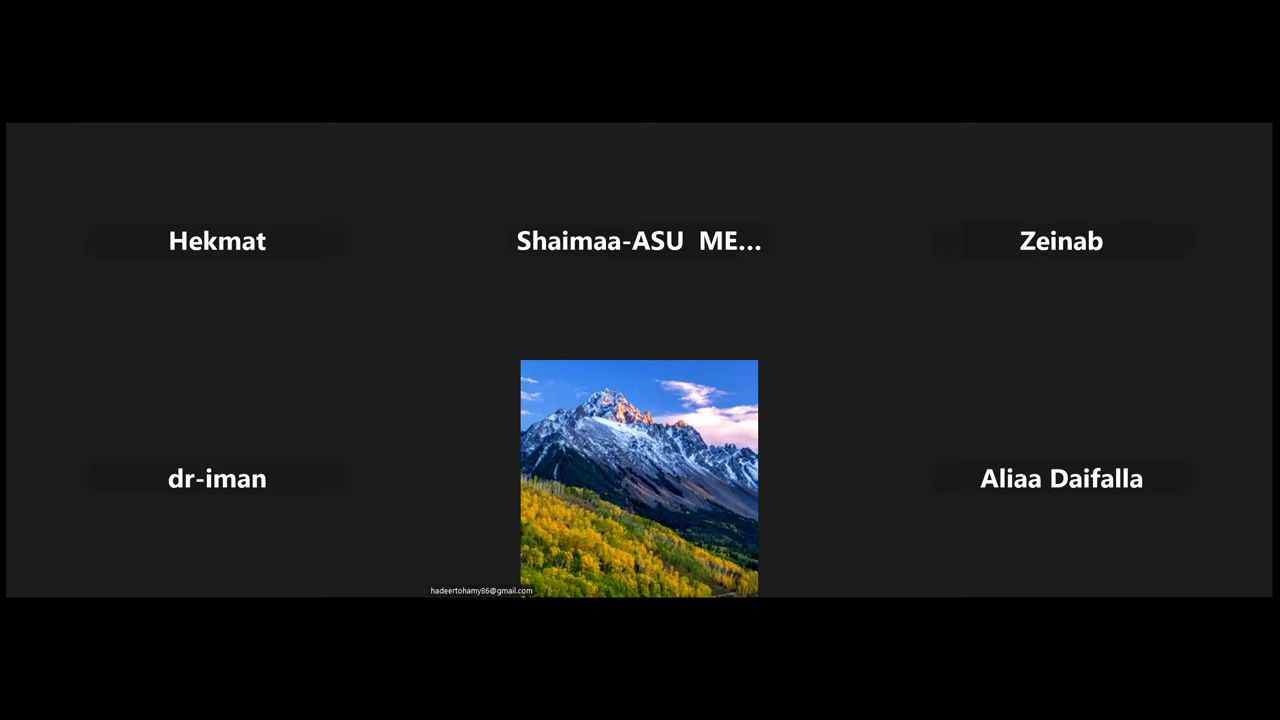 Hekmat
Shaimaa-ASU ME...
Zeinab
dr-iman
hadeertohamy86@gmail.com
Aliaa Daifalla